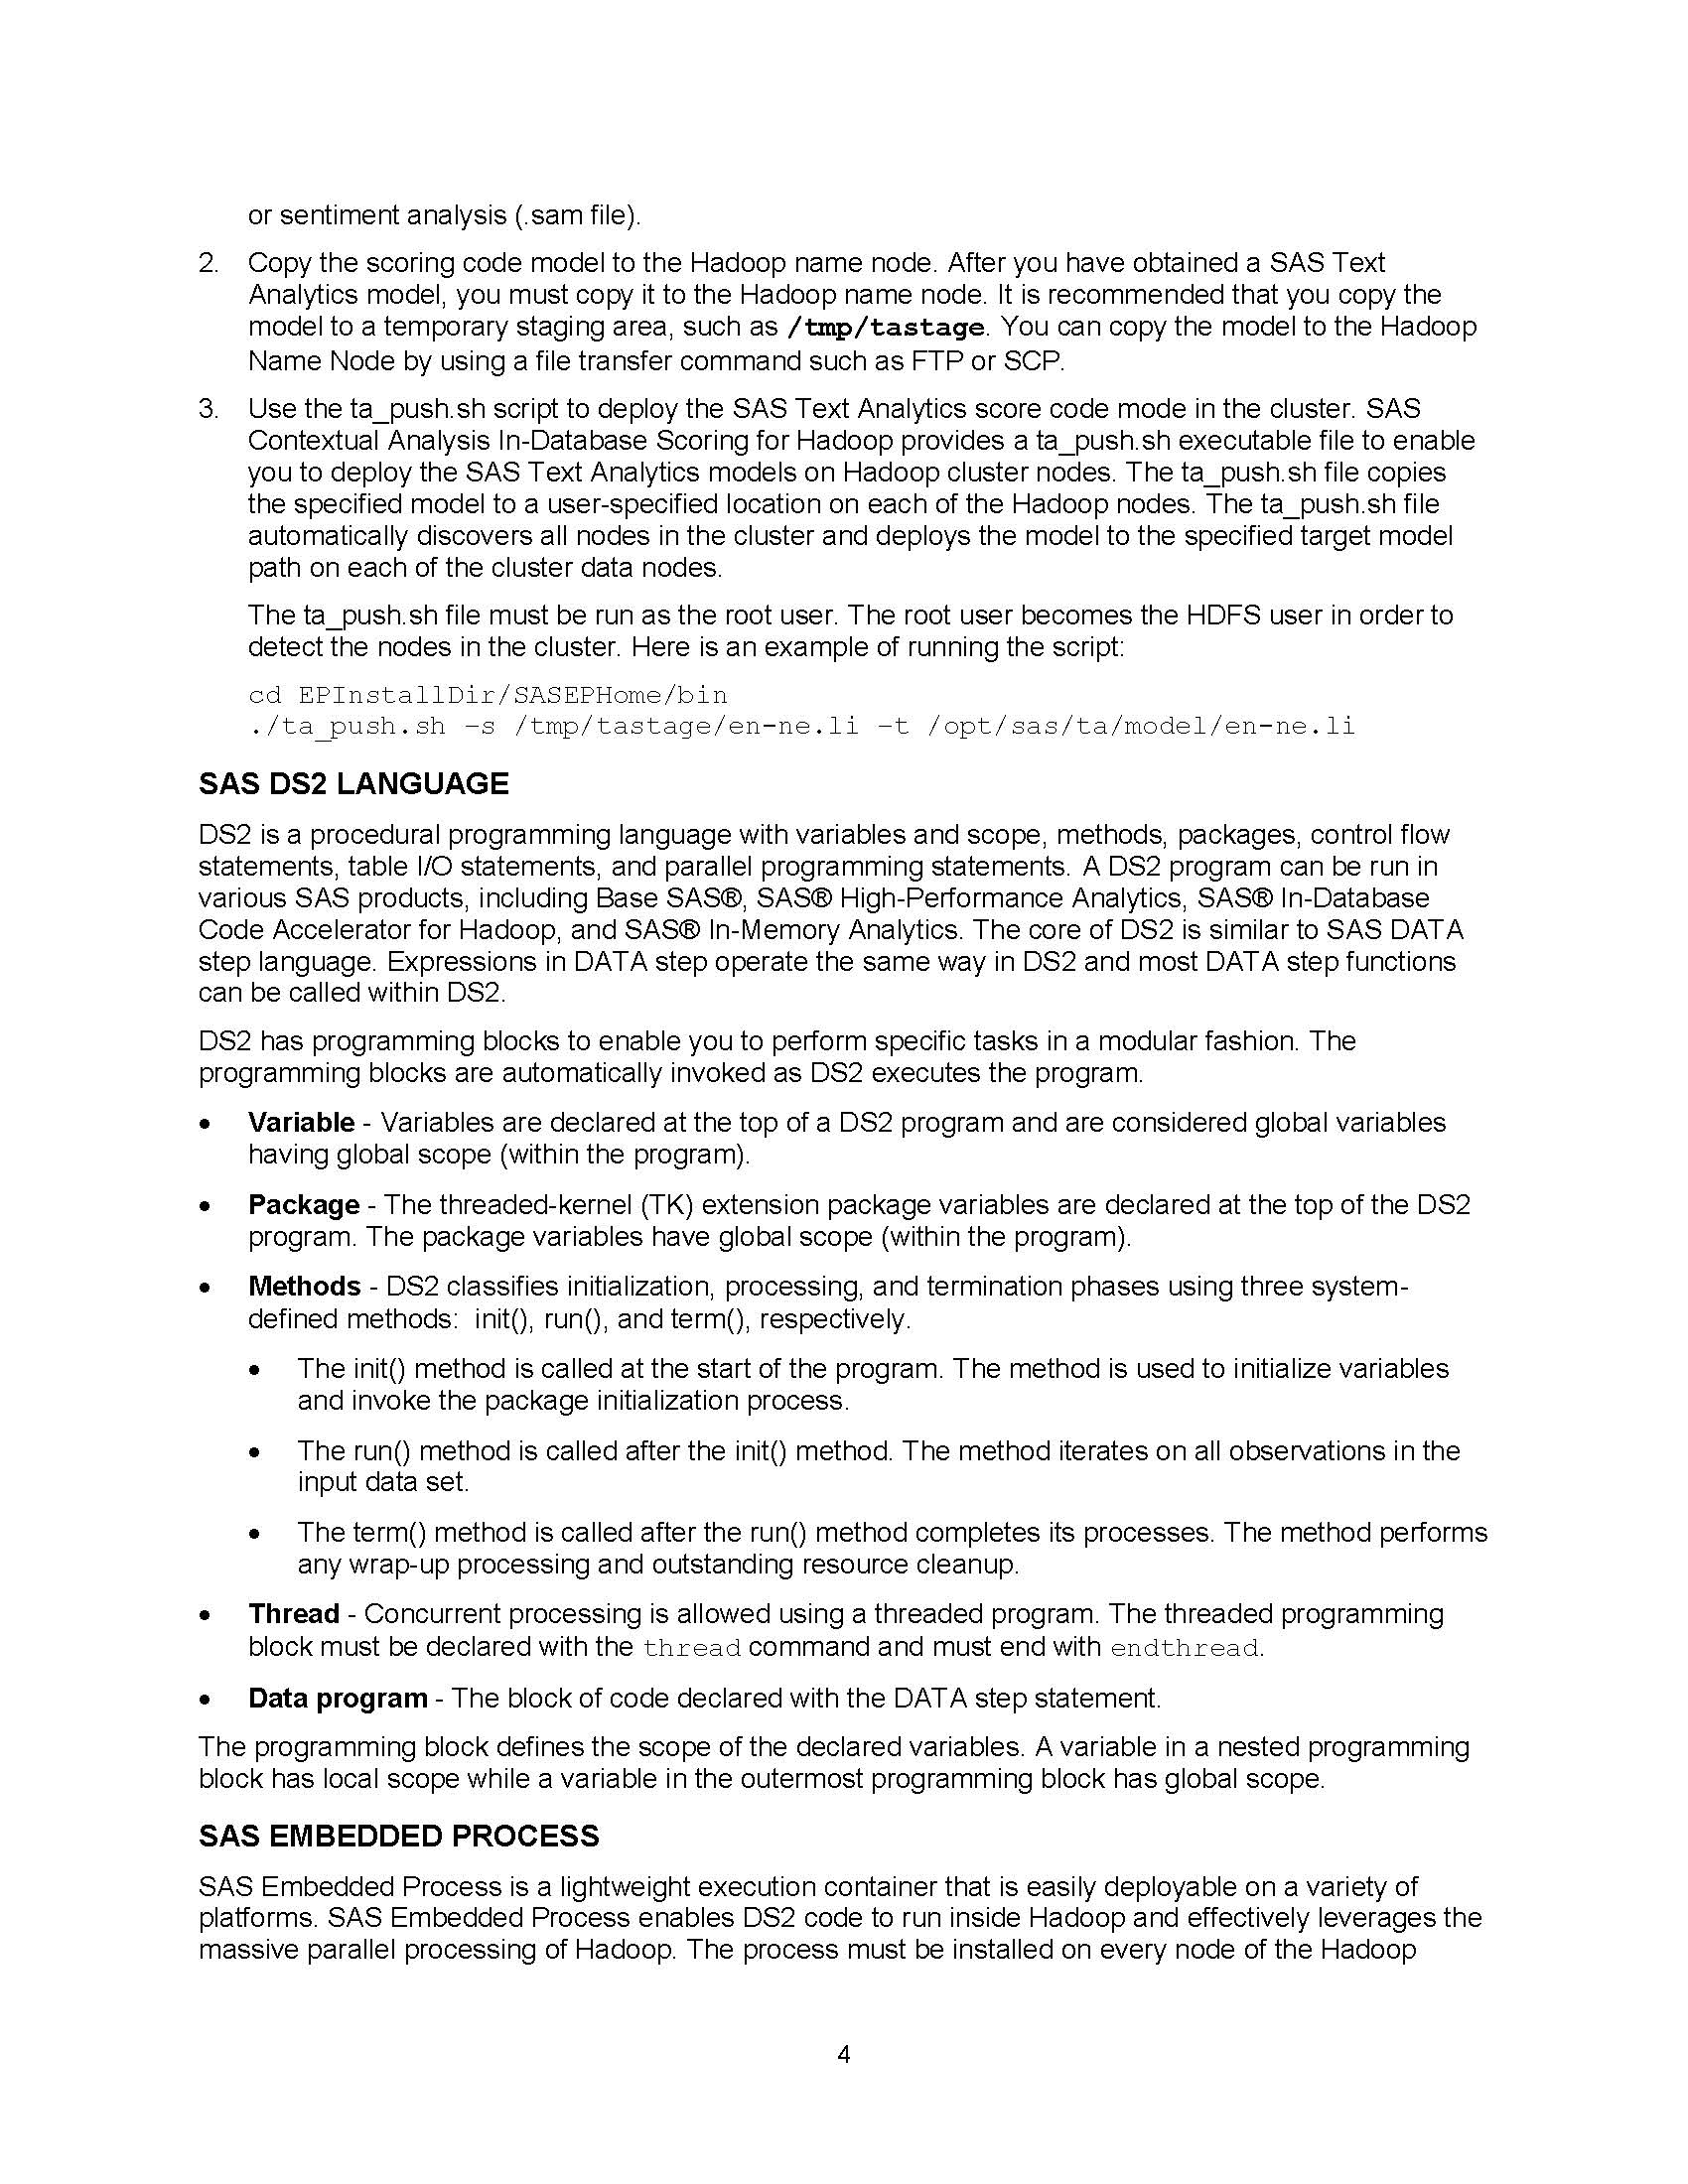 or sentiment analysis (.sam file).
2. Copy the scoring code model to the Hadoop name node. After you have obtained a SAS Text
Analytics model, you must copy it to the Hadoop name node. It is recommended that you copy the
model to a temporary staging area, such as /tmp/tastage. You can copy the model to the Hadoop
Name Node by using a file transfer command such as FTP or SCP.
3. Use the ta_push.sh script to deploy the SAS Text Analytics score code mode in the cluster. SAS
Contextual Analysis In-Database Scoring for Hadoop provides a ta_push.sh executable file to enable
you to deploy the SAS Text Analytics models on Hadoop cluster nodes. The ta_push.sh file copies
the specified model to a user-specified location on each of the Hadoop nodes. The ta_push.sh file
automatically discovers all nodes in the cluster and deploys the model to the specified target model
path on each of the cluster data nodes.
The ta_push.sh file must be run as the root user. The root user becomes the HDFS user in order to
detect the nodes in the cluster. Here is an example of running the script:
cd EPInstallDir/SASEPHome/bin
./ta_push.sh –s /tmp/tastage/en-ne.li –t /opt/sas/ta/model/en-ne.li
SAS DS2 LANGUAGE
DS2 is a procedural programming language with variables and scope, methods, packages, control flow
statements, table I/O statements, and parallel programming statements. A DS2 program can be run in
various SAS products, including Base SAS®, SAS® High-Performance Analytics, SAS® In-Database
Code Accelerator for Hadoop, and SAS® In-Memory Analytics. The core of DS2 is similar to SAS DATA
step language. Expressions in DATA step operate the same way in DS2 and most DATA step functions
can be called within DS2.
DS2 has programming blocks to enable you to perform specific tasks in a modular fashion. The
programming blocks are automatically invoked as DS2 executes the program.
• Variable - Variables are declared at the top of a DS2 program and are considered global variables
having global scope (within the program).
• Package - The threaded-kernel (TK) extension package variables are declared at the top of the DS2
program. The package variables have global scope (within the program).
• Methods - DS2 classifies initialization, processing, and termination phases using three system-
defined methods:  init(), run(), and term(), respectively.
• The init() method is called at the start of the program. The method is used to initialize variables
and invoke the package initialization process.
• The run() method is called after the init() method. The method iterates on all observations in the
input data set.
• The term() method is called after the run() method completes its processes. The method performs
any wrap-up processing and outstanding resource cleanup.
• Thread - Concurrent processing is allowed using a threaded program. The threaded programming
block must be declared with the thread command and must end with endthread.
• Data program - The block of code declared with the DATA step statement.
The programming block defines the scope of the declared variables. A variable in a nested programming
block has local scope while a variable in the outermost programming block has global scope.
SAS EMBEDDED PROCESS
SAS Embedded Process is a lightweight execution container that is easily deployable on a variety of
platforms. SAS Embedded Process enables DS2 code to run inside Hadoop and effectively leverages the
massive parallel processing of Hadoop. The process must be installed on every node of the Hadoop
4